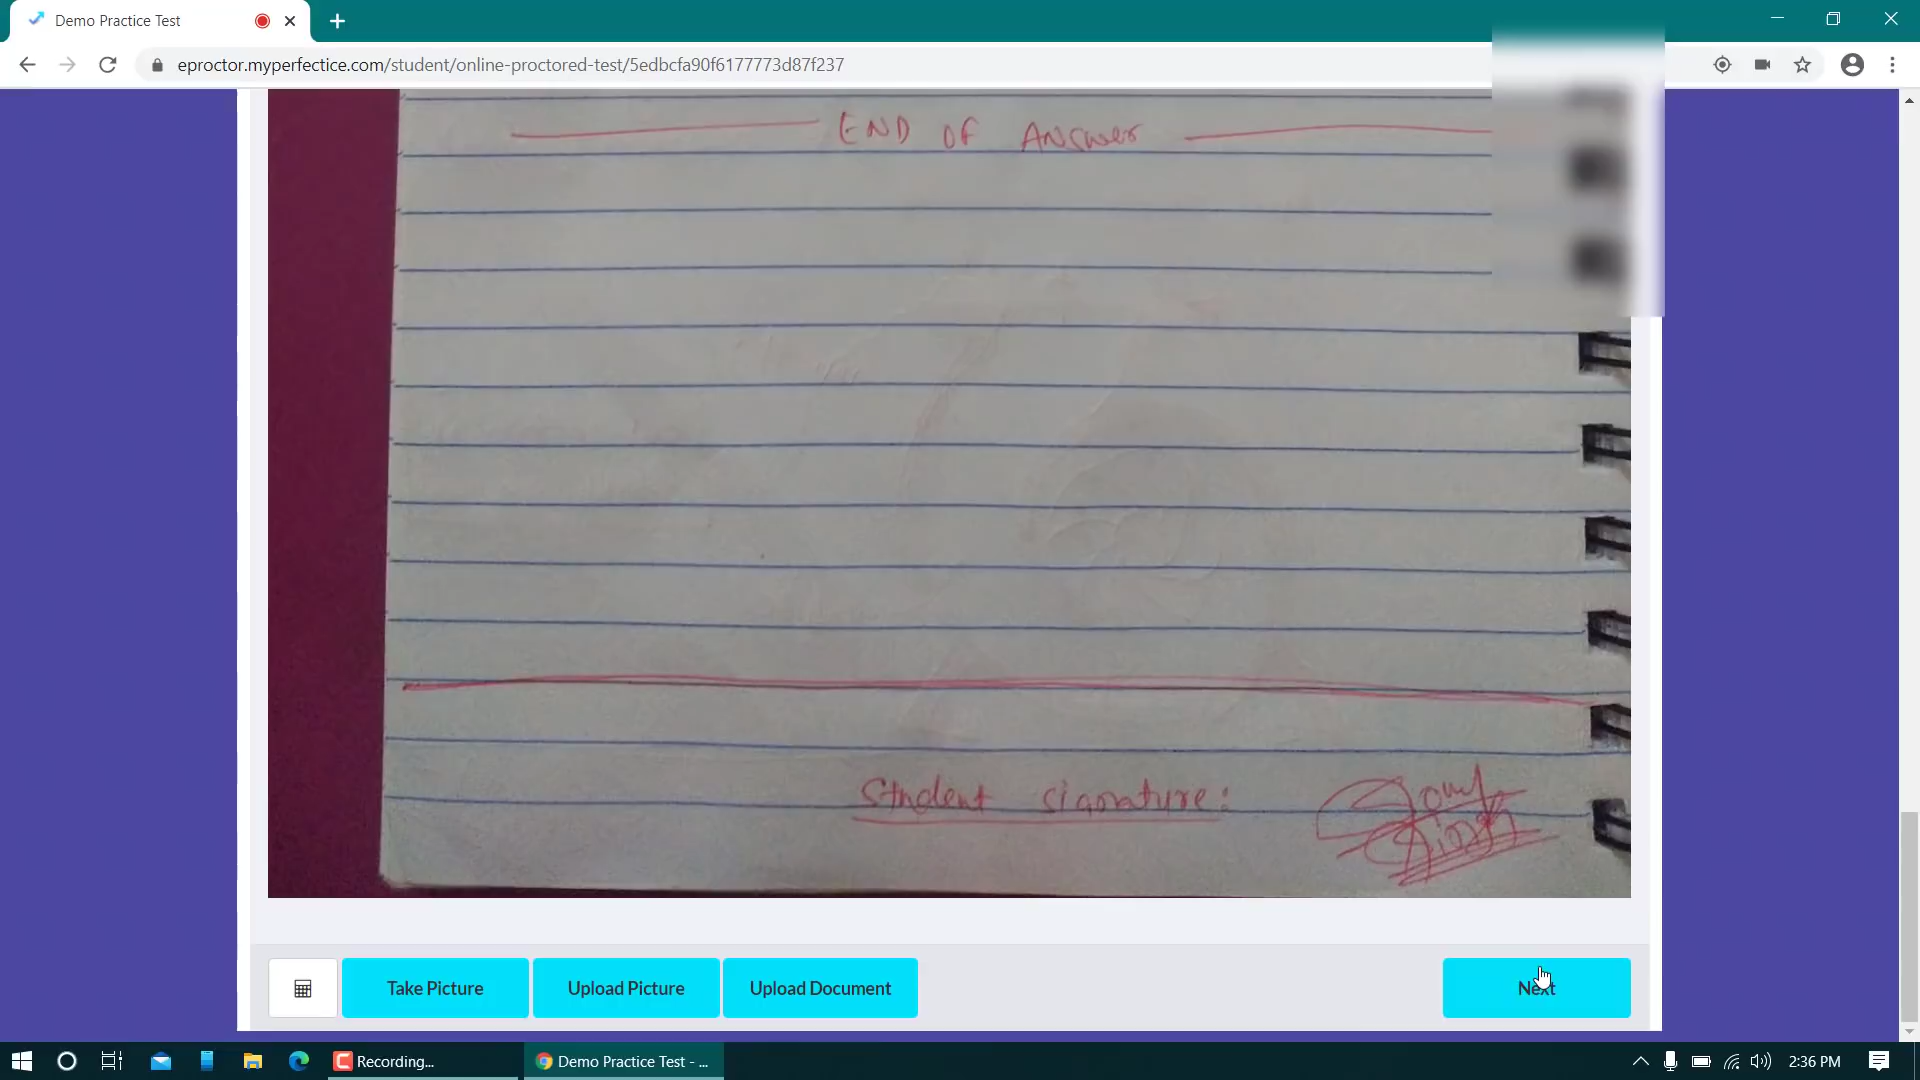 Demo Practice Test
eproctor.myperfectice.com/student/online-proctored-test/5edbcfa90f6177773d87f237
END OF ANSwer
Student signature:
Take Picture
Upload Picture
Upload Document
Next
Recording...
Demo Practice Test - ...
2:36 PM